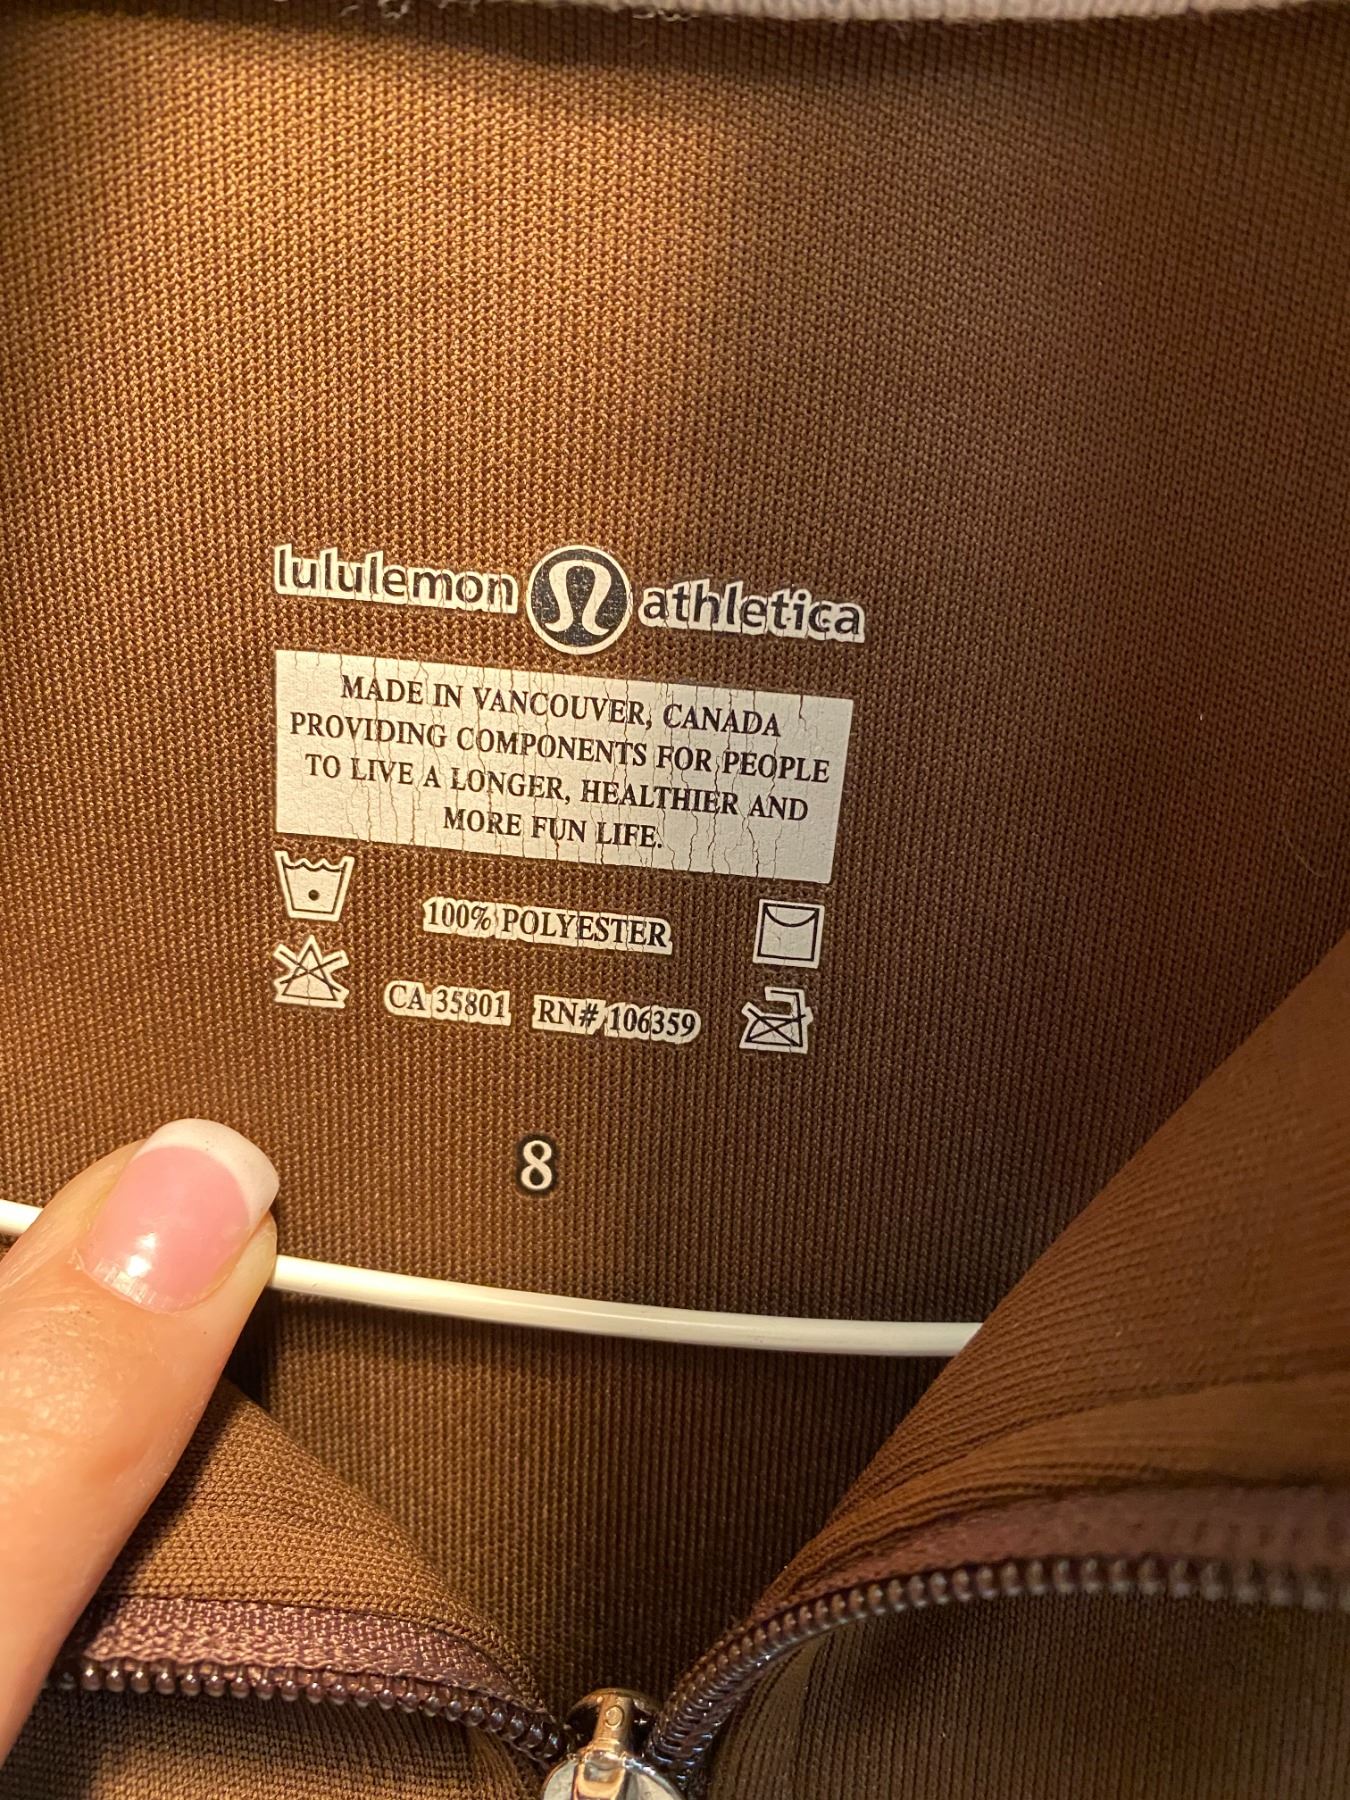 lululemon athletica
MADE IN VANCOUVER, CANADA
PROVIDING COMPONENTS FOR PEOPLE
TO LIVE A LONGER, HEALTHIER AND
MORE FUN LIFE.
100% POLYESTER
CA 35801 RN# 106359
8